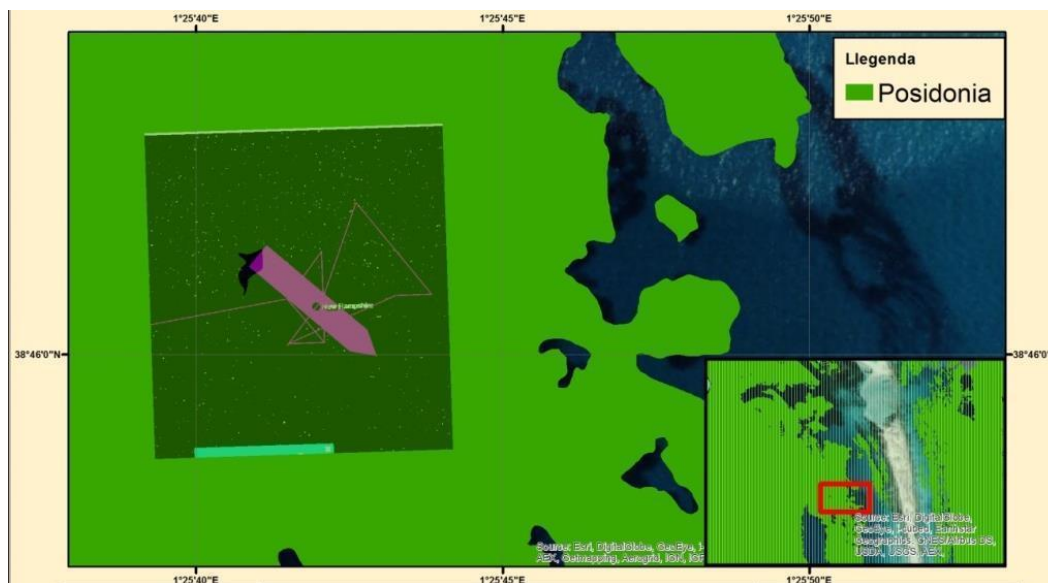 1°25'40"E
1°25'45"E
1°25'50"E
Llegenda
Posidonia
New Hampshire
38°46'0"N
38°46'0"N
Source: Esri, DigitalGlobe, GeoEye, i-
AEX, Getmapping, Aerogrid, IGN, IGP
Source: Esri, DigitalGlobe,
GeoEye, i-cubed, Earthstar
Geographics, CNES/Airbus DS,
USDA, USGS, AEX,
1°25'40"E
1°25'45"E
1°25'50"E